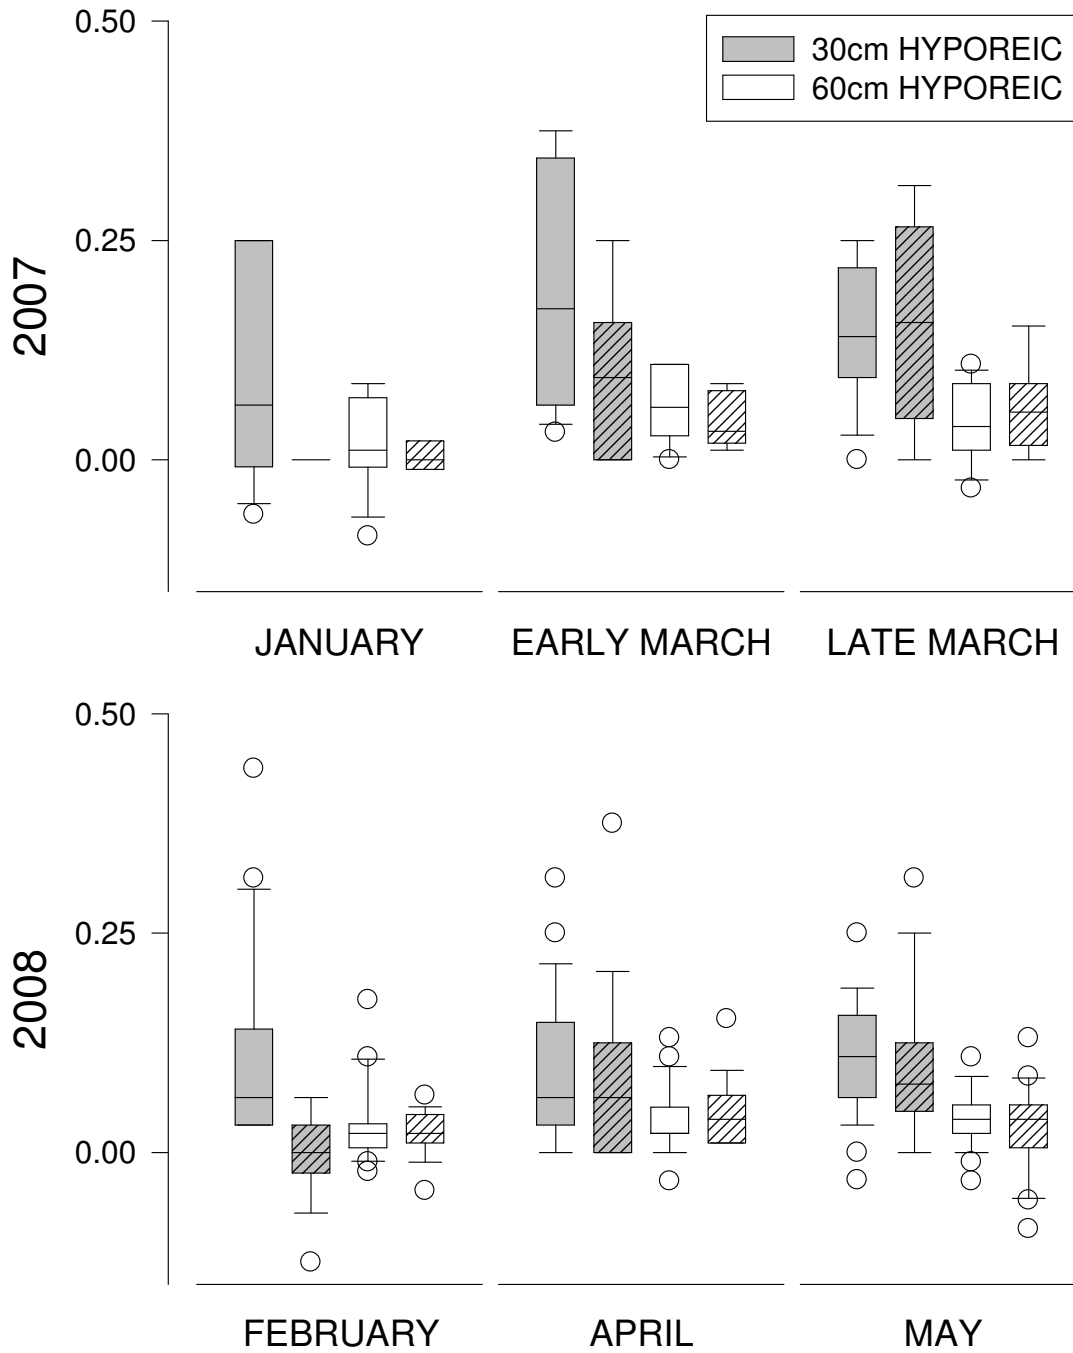 0.50
30cm HYPOREIC
60cm HYPOREIC
0.25
2007
0.00
JANUARY
EARLY MARCH
LATE MARCH
0.50
0.25
2008
0.00
FEBRUARY
APRIL
MAY